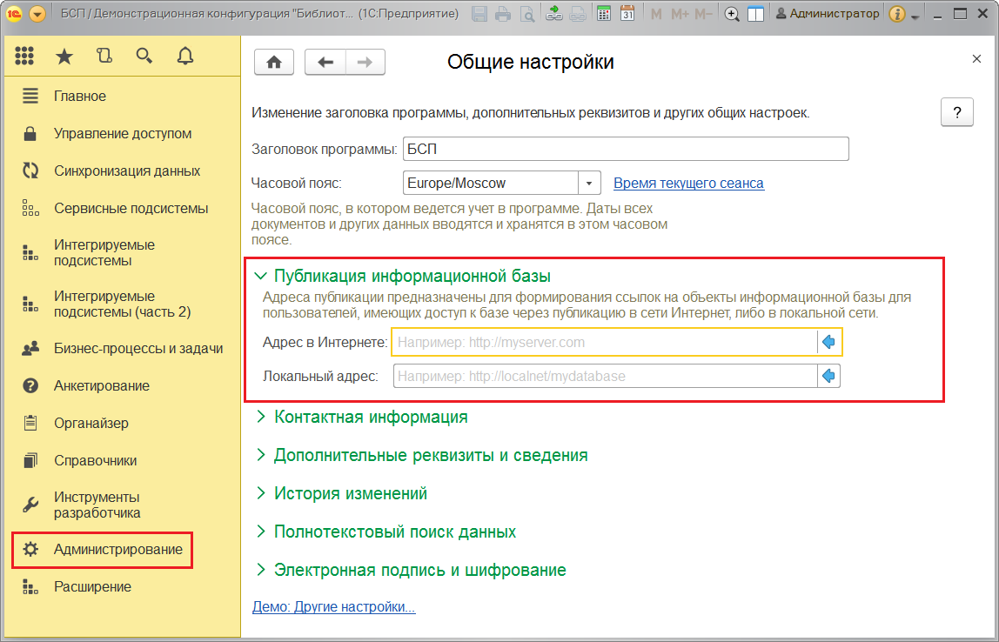 БСП / Демонстрационная конфигурация "Библиот... (1С:Предприятие)
M M+ M−
31
Администратор
Общие настройки
Главное
Управление доступом
Синхронизация данных
Сервисные подсистемы
Интегрируемые
подсистемы
Интегрируемые
подсистемы (часть 2)
Бизнес-процессы и задачи
Анкетирование
Органайзер
Справочники
Инструменты
разработчика
Администрирование
Расширение
Изменение заголовка программы, дополнительных реквизитов и других общих настроек.
?
Заголовок программы: БСП
Часовой пояс: Europe/Moscow Время текущего сеанса
Часовой пояс, в котором ведется учет в программе. Даты всех
документов и других данных вводятся и хранятся в этом часовом
поясе.
Публикация информационной базы
Адреса публикации предназначены для формирования ссылок на объекты информационной базы для
пользователей, имеющих доступ к базе через публикацию в сети Интернет, либо в локальной сети.
Адрес в Интернете: Например: http://myserver.com
Локальный адрес: Например: http://localnet/mydatabase
Контактная информация
Дополнительные реквизиты и сведения
История изменений
Полнотекстовый поиск данных
Электронная подпись и шифрование
Демо: Другие настройки...